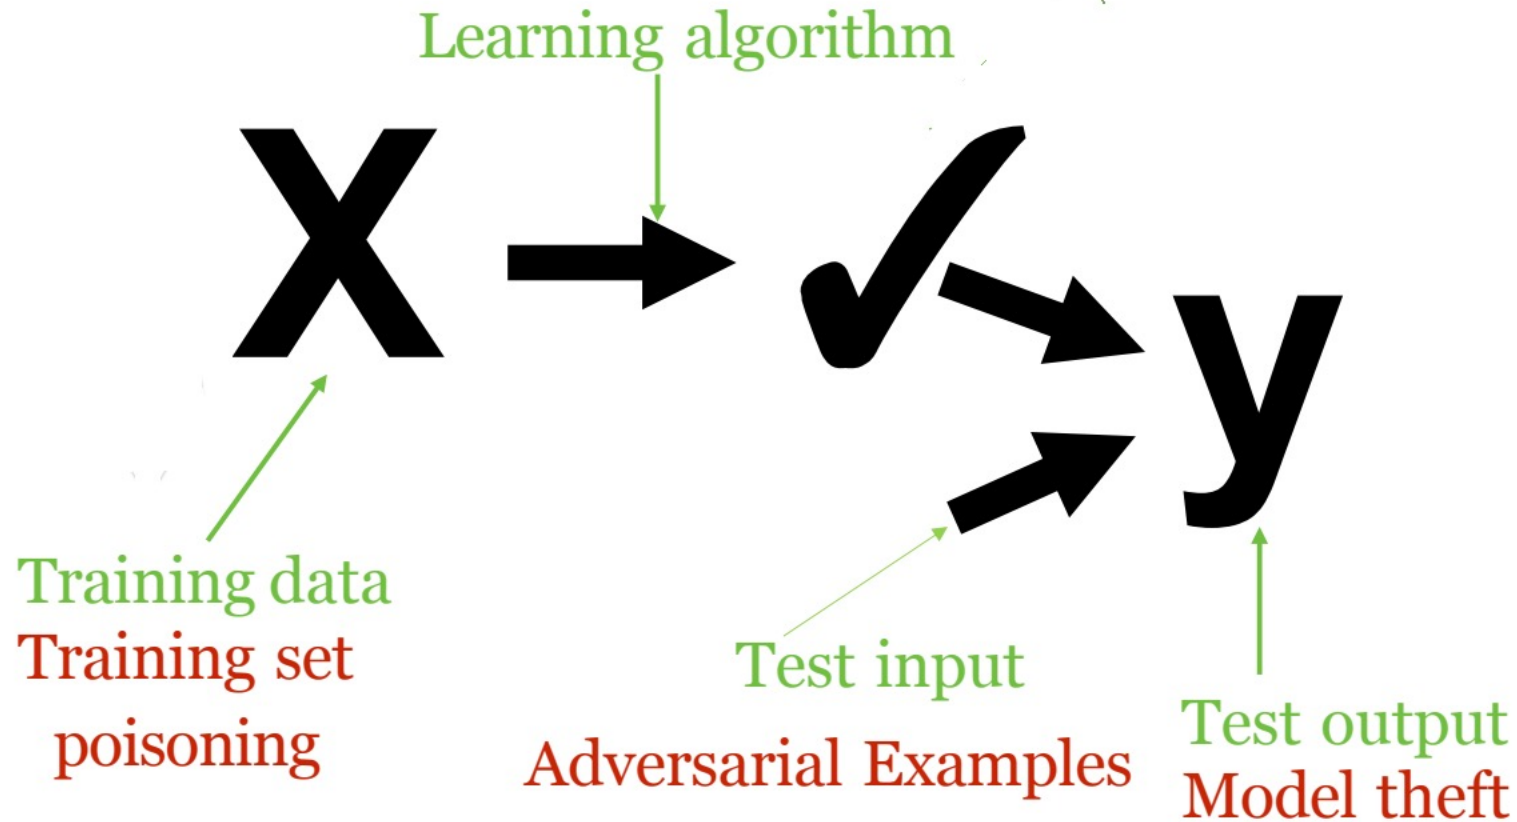 Learning algorithm
X
✓
y
Training data
Training set
poisoning
Test input
Adversarial Examples
Test output
Model theft